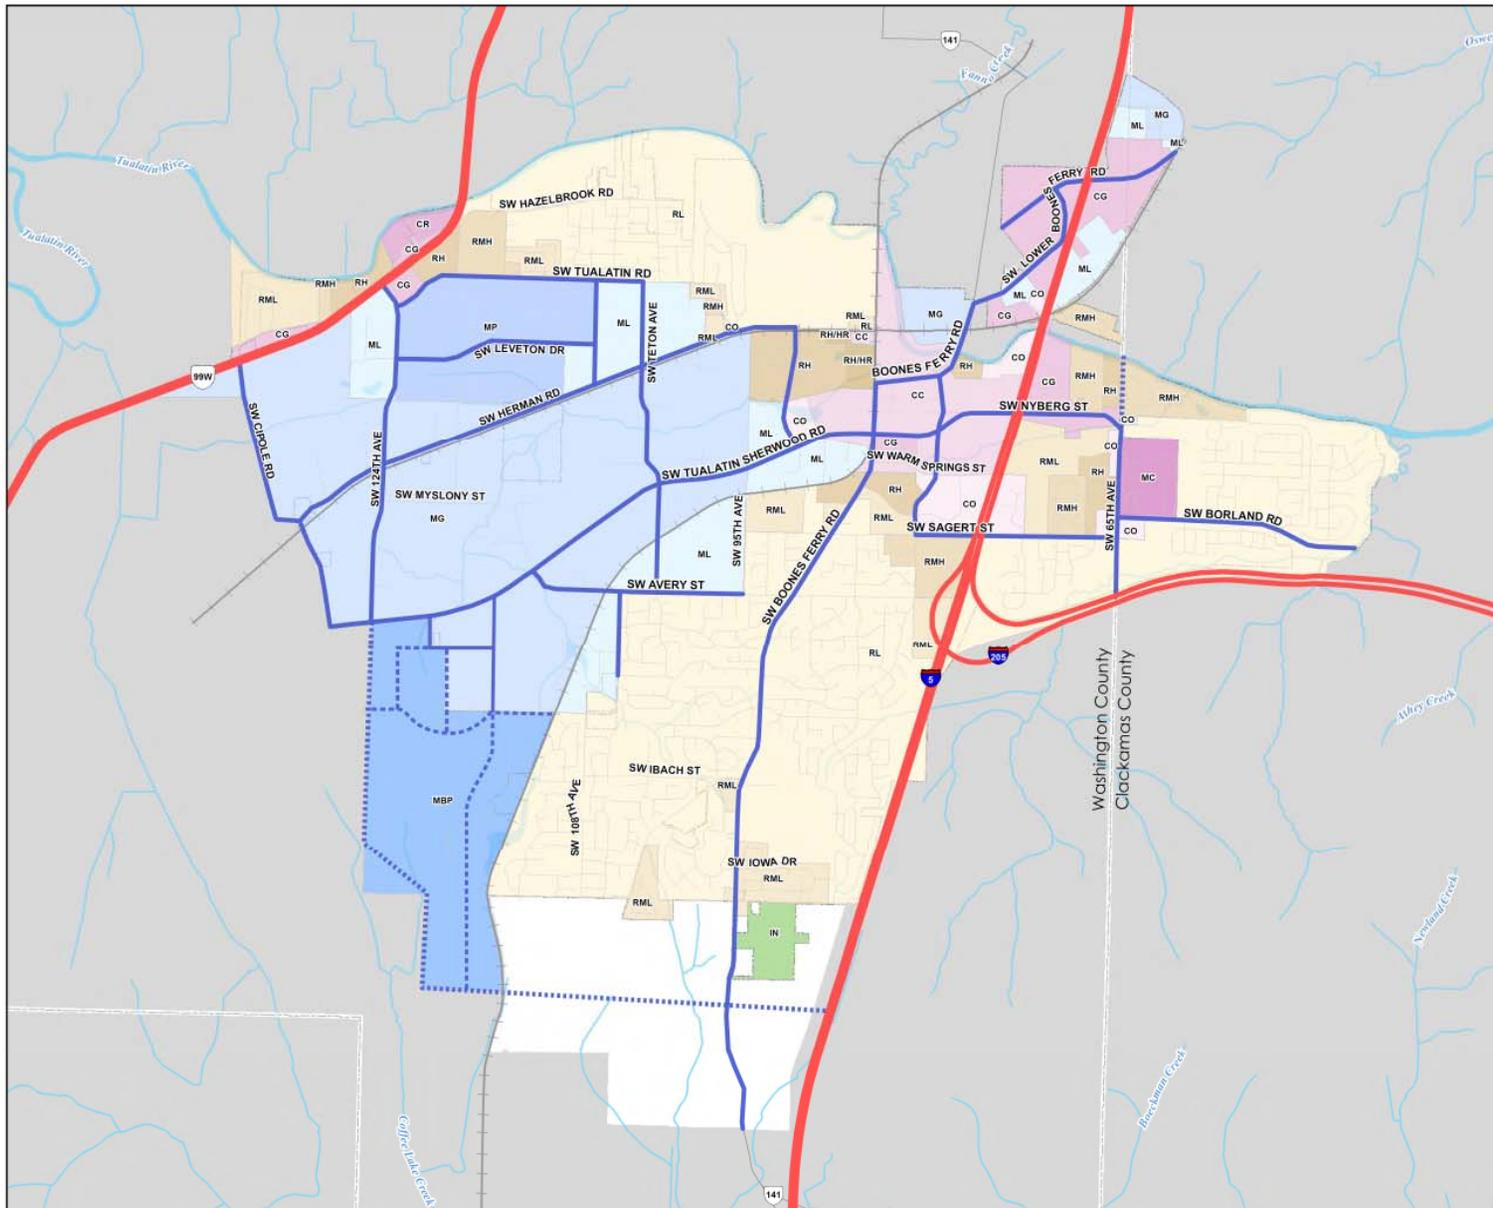 141
Fanno Creek
MG
ML
ML
Tualatin River
FERRY RD
BOONES
CG
SW HAZELBROOK RD
RL
CR
Tualatin River
CG
RMH
RH
RML
SW LOWER
ML
SW TUALATIN RD
RML
RMH
RH
CG
RML
RMH
ML
CO
MG
CG
RMH
RML
RL
CC
CG
MP
ML
SW TETON AVE
CO
RML
RH/HR
BOONES FERRY RD
ML
SW LEVETON DR
RH
RH/HR
RH
CO
CG
RMH
RH
RMH
99W
SW HERMAN RD
CC
SW NYBERG ST
CO
SW CIPOLE RD
SW 124TH AVE
ML
CO
SW TUALATIN SHERWOOD RD
CG
ML
SW WARM SPRINGS ST
RML
RH
CO
MC
SW MYSLONY ST
MG
RH
CO
RML
RML
RMH
SW 65TH AVE
SW BORLAND RD
SW SAGERT ST
CO
SW 95TH AVE
ML
SW BOONES FERRY RD
RMH
SW AVERY ST
RL
RML
205
5
Washington County
Clackamas County
Athey Creek
SW IBACH ST
RML
MBP
SW 108TH AVE
SW IOWA DR
RML
RML
IN
Newland Creek
Boeckman Creek
Coffee Lake Creek
141